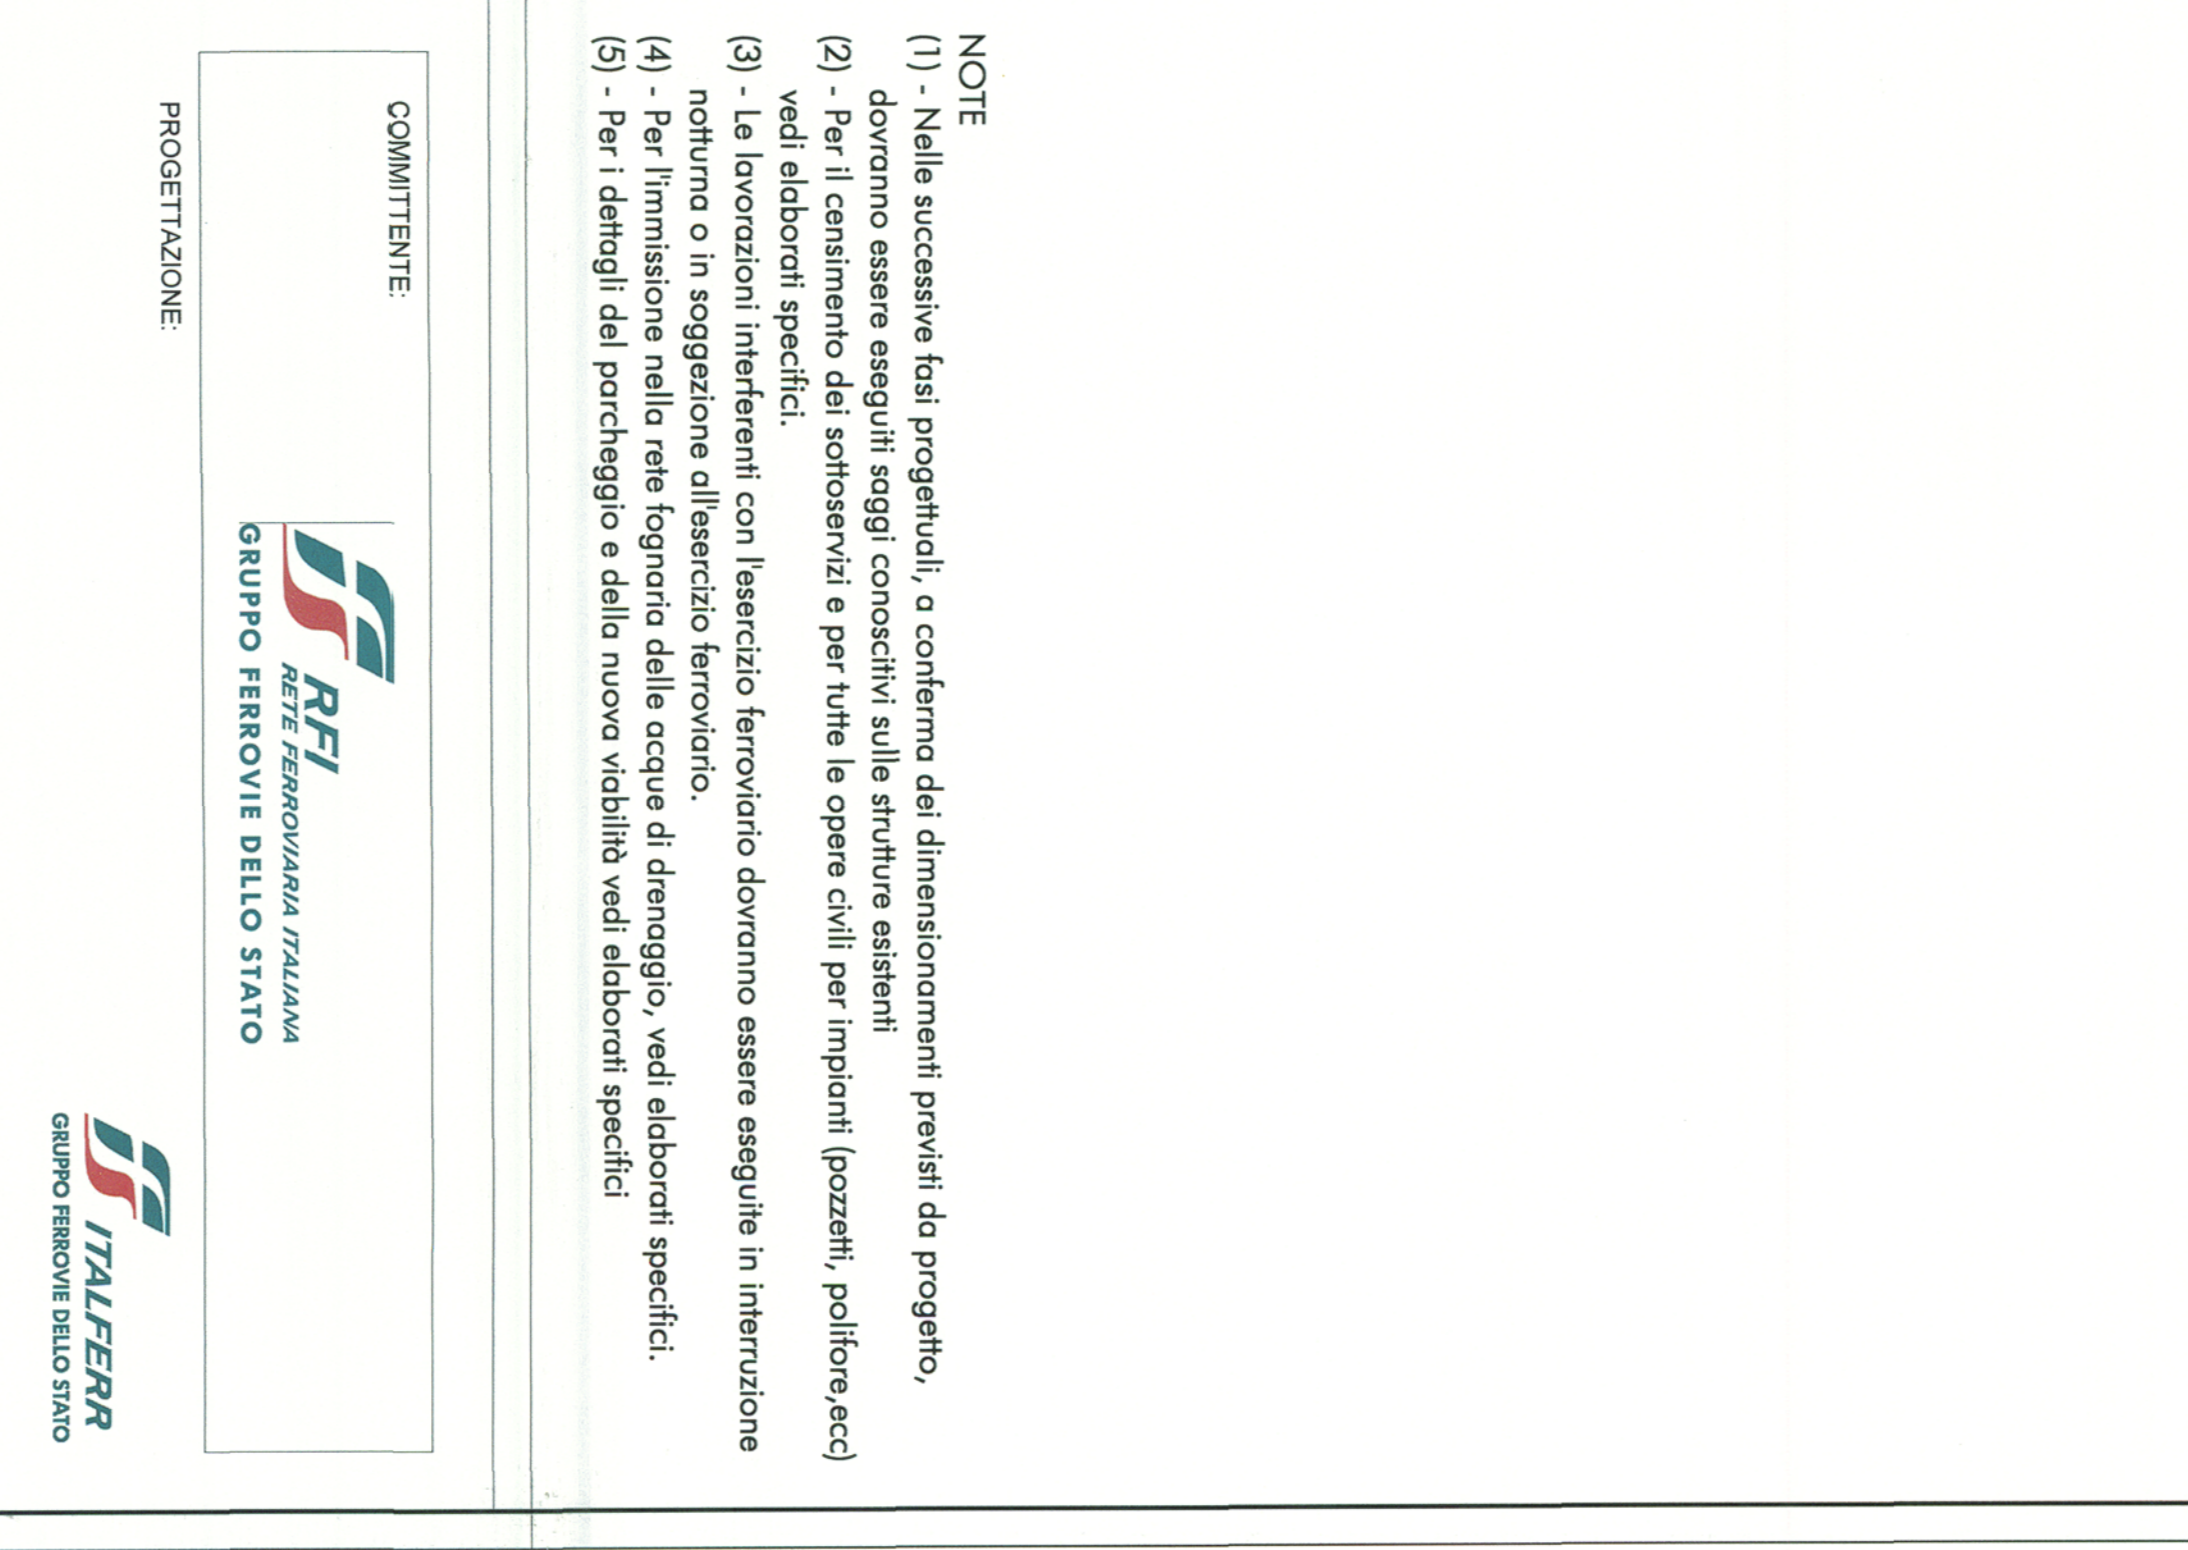 NOTE
(1) - Nelle successive fasi progettuali, a conferma dei dimensionamenti previsti da progetto,
dovranno essere eseguiti saggi conoscitivi sulle strutture esistenti
(2) - Per il censimento dei sottoservizi e per tutte le opere civili per impianti (pozzetti, polifore,ecc)
vedi elaborati specifici.
(3) - Le lavorazioni interferenti con l'esercizio ferroviario dovranno essere eseguite in interruzione
notturna o in soggezione all'esercizio ferroviario.
(4) - Per l'immissione nella rete fognaria delle acque di drenaggio, vedi elaborati specifici.
(5) - Per i dettagli del parcheggio e della nuova viabilità vedi elaborati specifici
COMMITTENTE:
RFI
RETE FERROVIARIA ITALIANA
GRUPPO FERROVIE DELLO STATO
PROGETTAZIONE:
ITALFERR
GRUPPO FERROVIE DELLO STATO